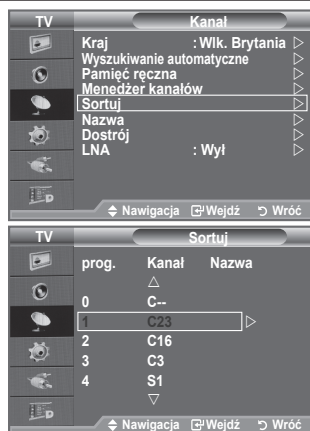 TV Kanał
Kraj : Wlk. Brytania
Wyszukiwanie automatyczne
Pamięć ręczna
Menedżer kanałów
Sortuj
Nazwa
Dostrój
LNA : Wył
Nawigacja Wejdź Wróć
TV Sortuj
prog. Kanał Nazwa
0 C--
1 C23
2 C16
3 C3
4 S1
Nawigacja Wejdź Wróć